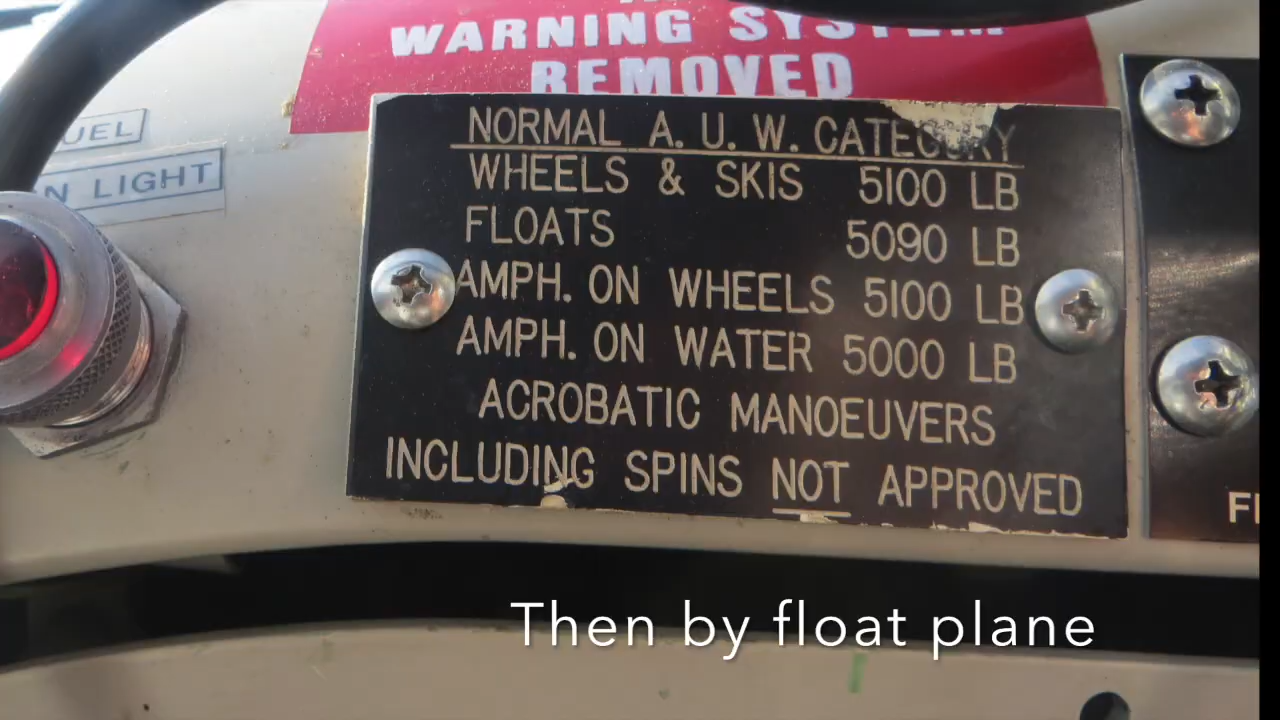 WARNING SYSTEM
REMOVED
UEL
N LIGHT
NORMAL A. U. W. CATEGORY
WHEELS & SKIS 5100 LB
FLOATS 5090 LB
AMPH. ON WHEELS 5100 LB
AMPH. ON WATER 5000 LB
ACROBATIC MANOEUVERS
INCLUDING SPINS NOT APPROVED
Then by float plane